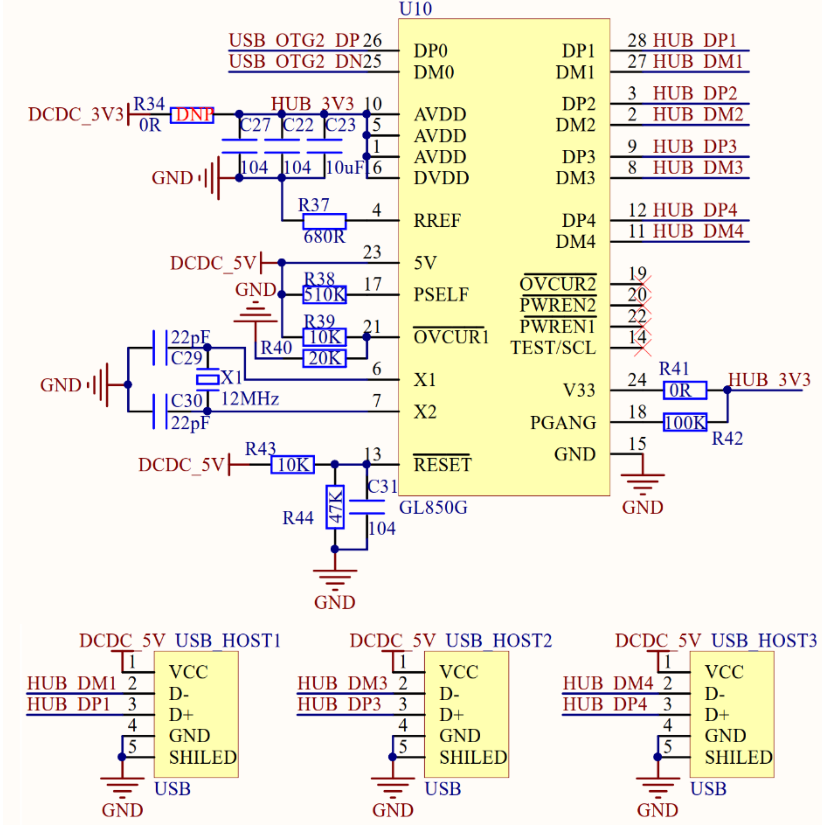 U10
USB_OTG2_DP 26 DP0 DP1 28 HUB_DP1
USB_OTG2_DN 25 DM0 DM1 27 HUB_DM1
DP2 3 HUB_DP2
DM2 2 HUB_DM2
DCDC_3V3 R34 0R DNP HUB_3V3 10 AVDD
5 AVDD
1 AVDD
16 DVDD
C27 C22 C23
104 104 10uF
GND
DP3 9 HUB_DP3
DM3 8 HUB_DM3
R37 680R 4 RREF
DP4 12 HUB_DP4
DM4 11 HUB_DM4
DCDC_5V 23 5V
GND R38 510K 17 PSELF
R39 10K 21 OVCUR1
R40 20K
OVCUR2 19
PWREN2 20
PWREN1 22
TEST/SCL 14
22pF C29
GND X1 12MHz
C30 22pF
6 X1
7 X2
V33 24 R41 0R HUB_3V3
PGANG 18 100K R42
GND 15
GND
DCDC_5V R43 10K 13 RESET
R44 47K C31 104
GND
GL850G
DCDC_5V USB_HOST1
1 VCC
HUB_DM1 2 D-
HUB_DP1 3 D+
4 GND
5 SHILED
GND USB
DCDC_5V USB_HOST2
1 VCC
HUB_DM3 2 D-
HUB_DP3 3 D+
4 GND
5 SHILED
GND USB
DCDC_5V USB_HOST3
1 VCC
HUB_DM4 2 D-
HUB_DP4 3 D+
4 GND
5 SHILED
GND USB